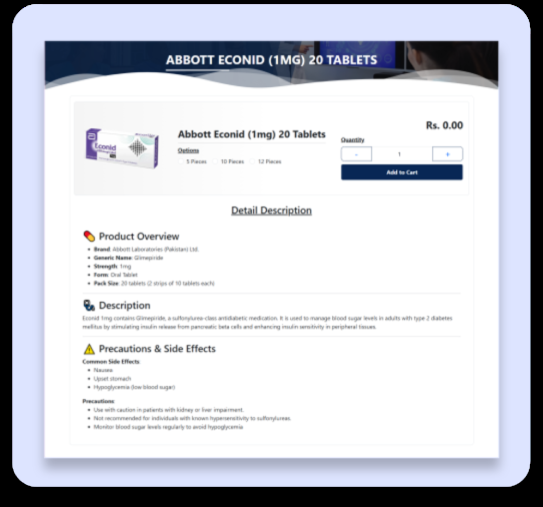 ABBOTT ECONID (1MG) 20 TABLETS
Econid
Abbott Econid (1mg) 20 Tablets
Options
5 Pieces 10 Pieces 12 Pieces
Rs. 0.00
Quantity
- 1 +
Add to Cart
Detail Description
Product Overview
• Brand: Abbott Laboratories (Pakistan) Ltd.
• Generic Name: Glimepiride
• Strength: 1mg
• Form: Oral Tablet
• Pack Size: 20 tablets (2 strips of 10 tablets each)
Description
Econid 1mg contains Glimepiride, a sulfonylurea-class antidiabetic medication. It is used to manage blood sugar levels in adults with type 2 diabetes
mellitus by stimulating insulin release from pancreatic beta cells and enhancing insulin sensitivity in peripheral tissues.
Precautions & Side Effects
Common Side Effects:
• Nausea
• Upset stomach
• Hypoglycemia (low blood sugar)
Precautions:
• Use with caution in patients with kidney or liver impairment.
• Not recommended for individuals with known hypersensitivity to sulfonylureas.
• Monitor blood sugar levels regularly to avoid hypoglycemia